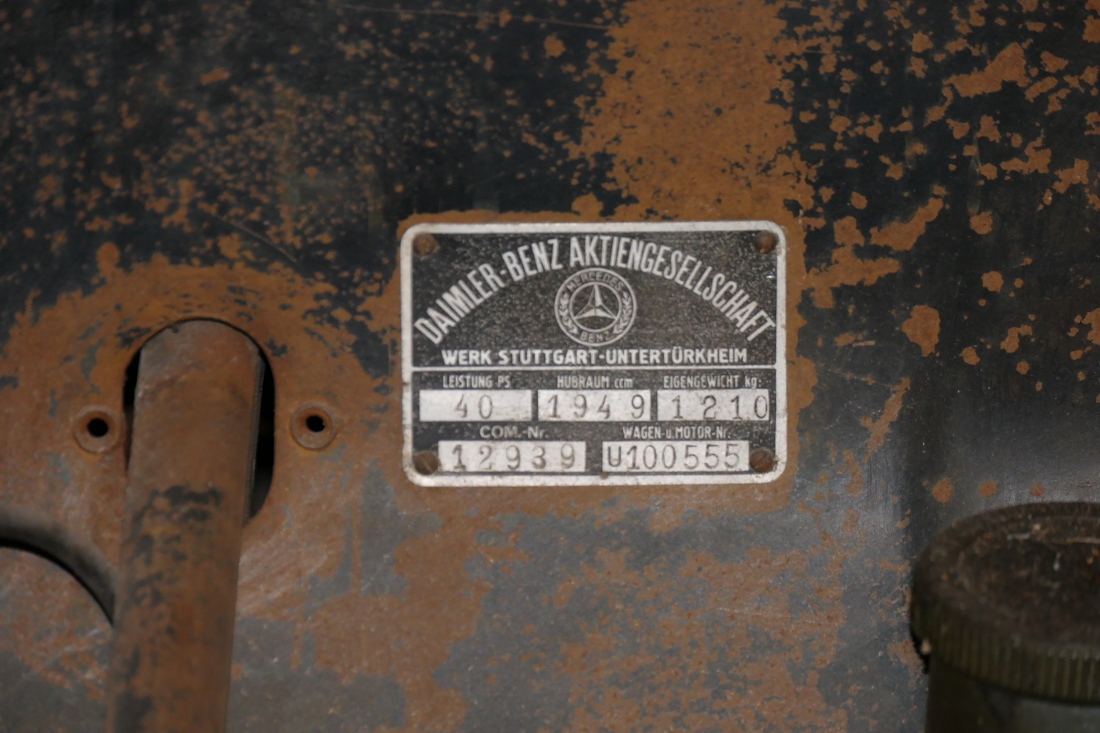 DAIMLER-BENZ AKTIENGESELLSCHAFT
MERCEDES
BENZ
WERK STUTTGART-UNTERTÜRKHEIM
LEISTUNG PS HUBRAUM ccm EIGENGEWICHT kg:
40 1949 1210
COM.-Nr. WAGEN-u.MOTOR-Nr.
12939 U100555